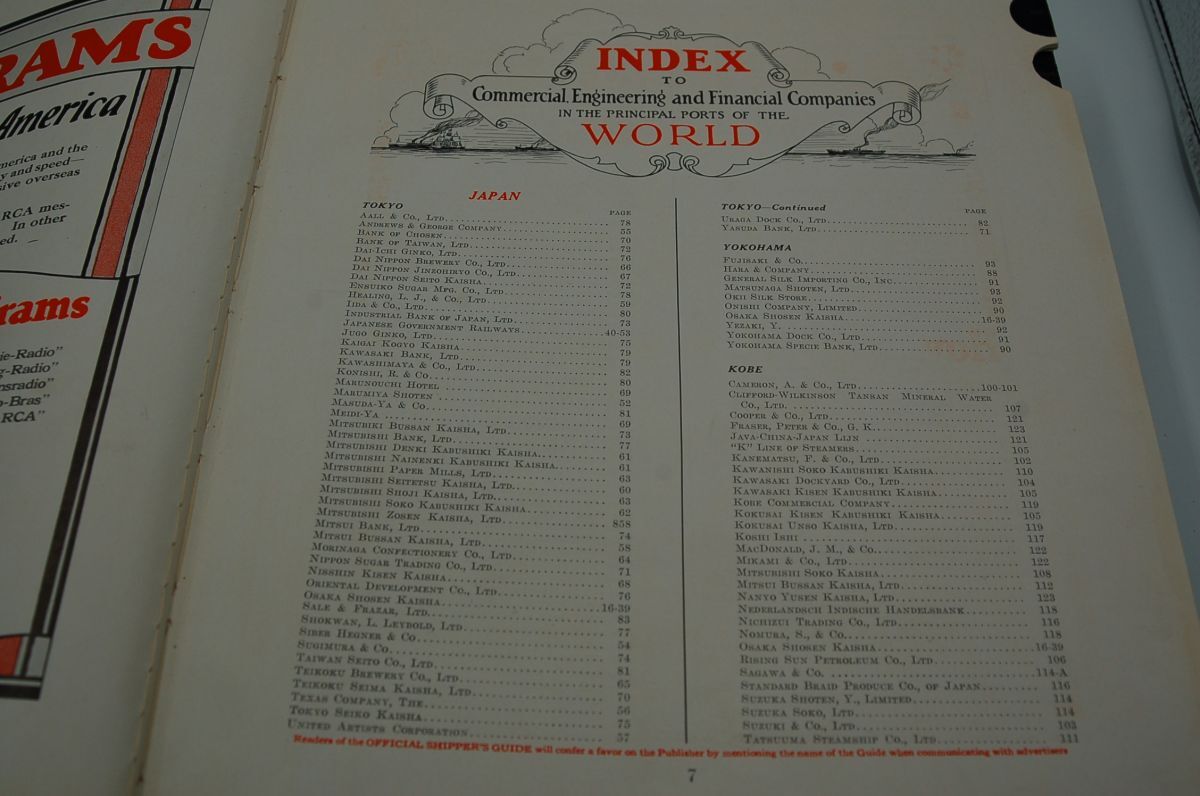 RAMS
America
merica and the
y and speed—
sive overseas
RCA mes-
In other
ed. —
rams
ie-Radio"
g-Radio"
nsradio"
o-Bras"
RCA"
INDEX
TO
Commercial, Engineering and Financial Companies
IN THE PRINCIPAL PORTS OF THE
WORLD
JAPAN
TOKYO
PAGE
AALL & CO., LTD. 78
ANDREWS & GEORGE COMPANY 55
BANK OF CHOSEN 70
BANK OF TAIWAN, LTD. 72
DAI-ICHI GINKO, LTD. 76
DAI NIPPON BREWERY CO., LTD. 66
DAI NIPPON JINZOHIRYO CO., LTD. 67
DAI NIPPON SEITO KAISHA 72
ENSUIKO SUGAR MFG. CO., LTD. 78
HEALING, L. J., & CO., LTD. 59
IIDA & CO., LTD. 80
INDUSTRIAL BANK OF JAPAN, LTD. 73
JAPANESE GOVERNMENT RAILWAYS 40-53
JUGO GINKO, LTD. 75
KAIGAI KOGYO KAISHA 79
KAWASAKI BANK, LTD. 79
KAWASHIMAYA & CO., LTD. 82
KONISHI, R. & CO. 80
MARUNOUCHI HOTEL 69
MARUMIYA SHOTEN 52
MASUDA-YA & CO. 81
MEIDI-YA 69
MITSUBIKI BUSSAN KAISHA, LTD. 73
MITSUBISHI BANK, LTD. 77
MITSUBISHI DENKI KABUSHIKI KAISHA 61
MITSUBISHI NAINENKI KABUSHIKI KAISHA 61
MITSUBISHI PAPER MILLS, LTD. 63
MITSUBISHI SEITETSU KAISHA, LTD. 60
MITSUBISHI SHOJI KAISHA, LTD. 63
MITSUBISHI SOKO KABUSHIKI KAISHA 62
MITSUBISHI ZOSEN KAISHA, LTD. 858
MITSUI BANK, LTD. 74
MITSUI BUSSAN KAISHA, LTD. 58
MORINAGA CONFECTIONERY CO., LTD. 64
NIPPON SUGAR TRADING CO., LTD. 71
NISSHIN KISEN KAISHA 68
ORIENTAL DEVELOPMENT CO., LTD. 76
OSAKA SHOSEN KAISHA 16-39
SALE & FRAZAR, LTD. 83
SHOKWAN, L. LEYBOLD, LTD. 77
SIBER HEGNER & CO. 54
SUGIMURA & CO. 74
TAIWAN SEITO CO., LTD. 81
TEIKOKU BREWERY CO., LTD. 65
TEIKOKU SEIMA KAISHA, LTD. 70
TEXAS COMPANY, THE 56
TOKYO SEIKO KAISHA 75
UNITED ARTISTS CORPORATION 57
TOKYO—Continued
PAGE
URAGA DOCK CO., LTD. 82
YASUDA BANK, LTD. 71
YOKOHAMA
FUJISAKI & CO. 93
HARA & COMPANY 88
GENERAL SILK IMPORTING CO., INC. 91
MATSUNAGA SHOTEN, LTD. 93
OKII SILK STORE 92
ONISHI COMPANY, LIMITED 90
OSAKA SHOSEN KAISHA 16-39
YEZAKI, Y. 92
YOKOHAMA DOCK CO., LTD. 91
YOKOHAMA SPECIE BANK, LTD. 90
KOBE
CAMERON, A. & CO., LTD. 100-101
CLIFFORD-WILKINSON TANSAN MINERAL WATER
CO., LTD. 107
COOPER & CO., LTD. 121
FRASER, PETER & CO., G. K. 123
JAVA-CHINA-JAPAN LIJN 121
"K" LINE OF STEAMERS 105
KANEMATSU, F. & CO., LTD. 102
KAWANISHI SOKO KABUSHIKI KAISHA 110
KAWASAKI DOCKYARD CO., LTD. 104
KAWASAKI KISEN KABUSHIKI KAISHA 105
KOBE COMMERCIAL COMPANY 119
KOKUSAI KISEN KABUSHIKI KAISHA 105
KOKUSAI UNSO KAISHA, LTD. 119
KOSHI ISHI 117
MACDONALD, J. M., & CO. 122
MIKAMI & CO., LTD. 122
MITSUBISHI SOKO KAISHA 108
MITSUI BUSSAN KAISHA, LTD. 112
NANYO YUSEN KAISHA, LTD. 123
NEDERLANDSCH INDISCHE HANDELSBANK 118
NICHIZUI TRADING CO., LTD. 116
NOMURA, S., & CO. 118
OSAKA SHOSEN KAISHA 16-39
RISING SUN PETROLEUM CO., LTD. 106
SAGAWA & CO. 114-A
STANDARD BRAID PRODUCE CO., OF JAPAN 116
SUZUKA SHOTEN, Y., LIMITED 114
SUZUKA SOKO, LTD. 114
SUZUKI & CO., LTD. 103
TATSUUMA STEAMSHIP CO., LTD. 111
Readers of the OFFICIAL SHIPPER'S GUIDE will confer a favor on the Publisher by mentioning the name of the Guide when communicating with advertisers
7